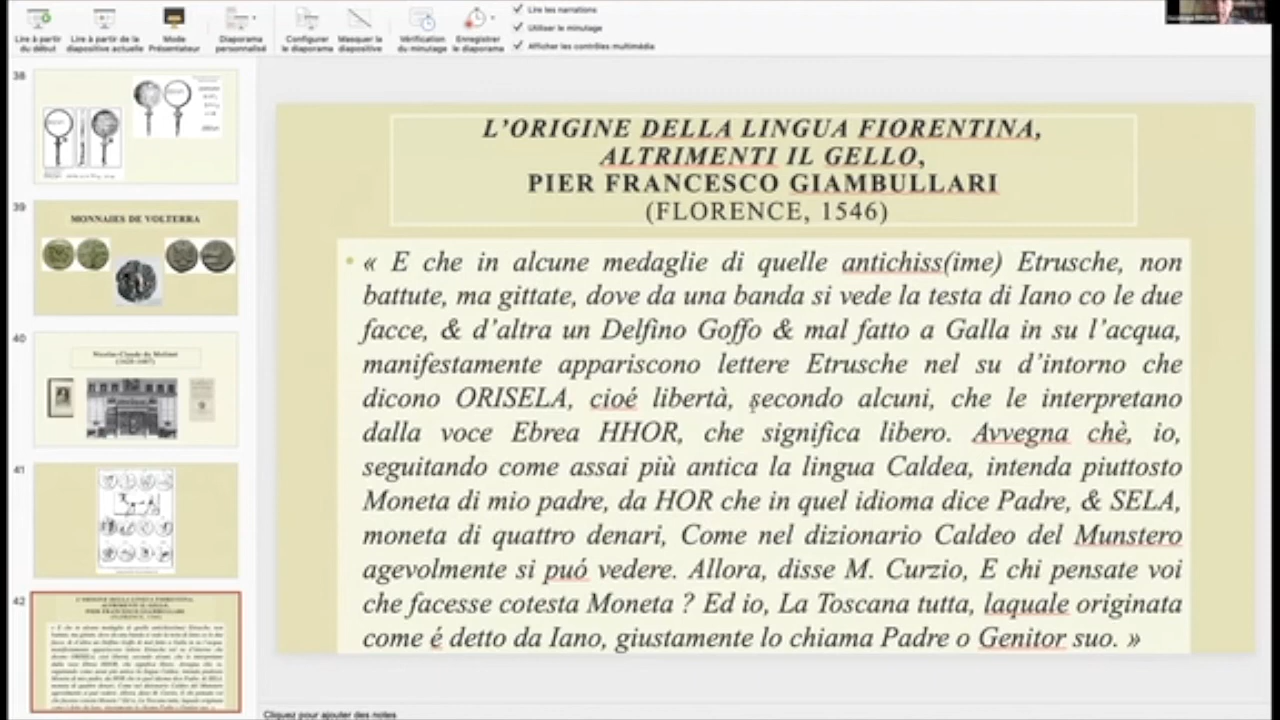 Lire à partir du début
Lire à partir de la diapositive actuelle
Mode Présentateur
Diaporama personnalisé
Configurer le diaporama
Masquer la diapositive
Vérification du minutage
Enregistrer le diaporama
Lire les narrations
Utiliser le minutage
Afficher les contrôles multimédia
38
39
MONNAIES DE VOLTERRA
40
41
42
L'ORIGINE DELLA LINGUA FIORENTINA,
ALTRIMENTI IL GELLO,
PIER FRANCESCO GIAMBULLARI
(FLORENCE, 1546)
« E che in alcune medaglie di quelle antichiss(ime) Etrusche, non
battute, ma gittate, dove da una banda si vede la testa di Iano co le due
facce, & d'altra un Delfino Goffo & mal fatto a Galla in su l'acqua,
manifestamente appariscono lettere Etrusche nel su d'intorno che
dicono ORISELA, cioé libertà, secondo alcuni, che le interpretano
dalla voce Ebrea HHOR, che significa libero. Avvegna chè, io,
seguitando come assai più antica la lingua Caldea, intenda piuttosto
Moneta di mio padre, da HOR che in quel idioma dice Padre, & SELA,
moneta di quattro denari, Come nel dizionario Caldeo del Munstero
agevolmente si puó vedere. Allora, disse M. Curzio, E chi pensate voi
che facesse cotesta Moneta ? Ed io, La Toscana tutta, laquale originata
come é detto da Iano, giustamente lo chiama Padre o Genitor suo. »
Cliquez pour ajouter des notes